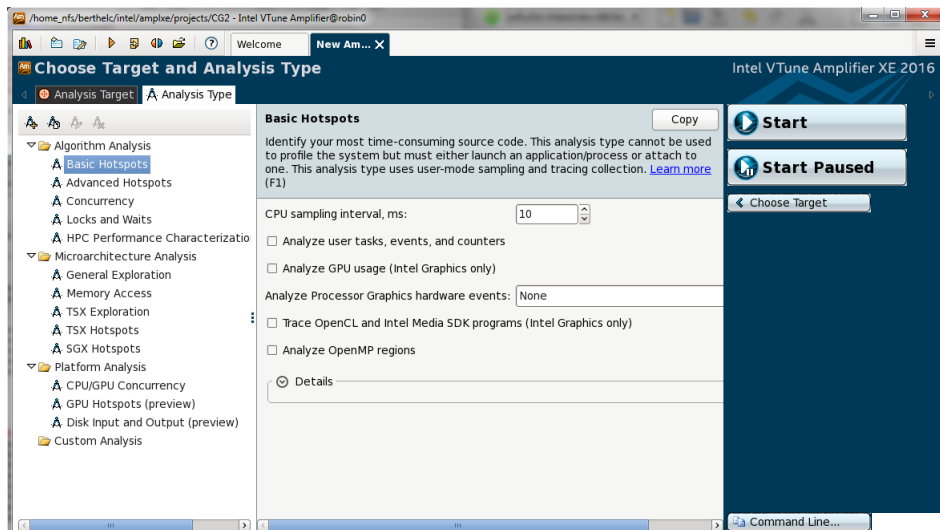 /home_nfs/berthelc/intel/amplxe/projects/CG2 - Intel VTune Amplifier@robin0
Welcome
New Am...
Choose Target and Analysis Type
Intel VTune Amplifier XE 2016
Analysis Target
Analysis Type
Algorithm Analysis
Basic Hotspots
Advanced Hotspots
Concurrency
Locks and Waits
HPC Performance Characterizatio
Microarchitecture Analysis
General Exploration
Memory Access
TSX Exploration
TSX Hotspots
SGX Hotspots
Platform Analysis
CPU/GPU Concurrency
GPU Hotspots (preview)
Disk Input and Output (preview)
Custom Analysis
Basic Hotspots
Copy
Identify your most time-consuming source code. This analysis type cannot be used
to profile the system but must either launch an application/process or attach to
one. This analysis type uses user-mode sampling and tracing collection. Learn more
(F1)
CPU sampling interval, ms:
10
Analyze user tasks, events, and counters
Analyze GPU usage (Intel Graphics only)
Analyze Processor Graphics hardware events:
None
Trace OpenCL and Intel Media SDK programs (Intel Graphics only)
Analyze OpenMP regions
Details
Start
Start Paused
Choose Target
Command Line...